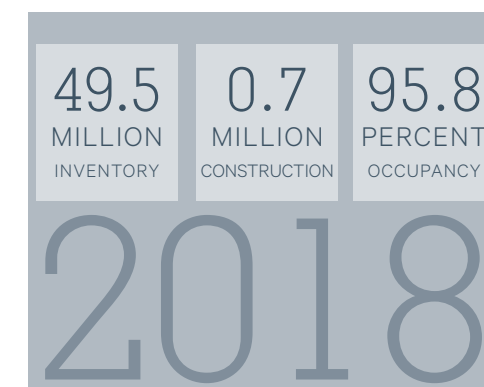 49.5
MILLION
INVENTORY
0.7
MILLION
CONSTRUCTION
95.8
PERCENT
OCCUPANCY
2018